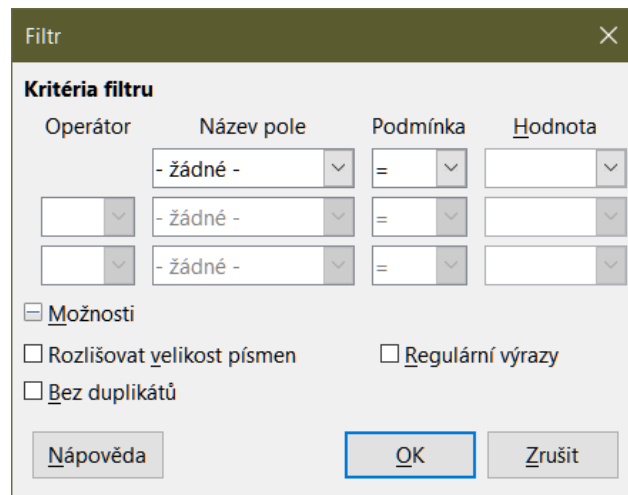 Filtr
Kritéria filtru
Operátor Název pole Podmínka Hodnota
- žádné - =
- žádné - =
- žádné - =
Možnosti
Rozlišovat velikost písmen Regulární výrazy
Bez duplikátů
Nápověda OK Zrušit